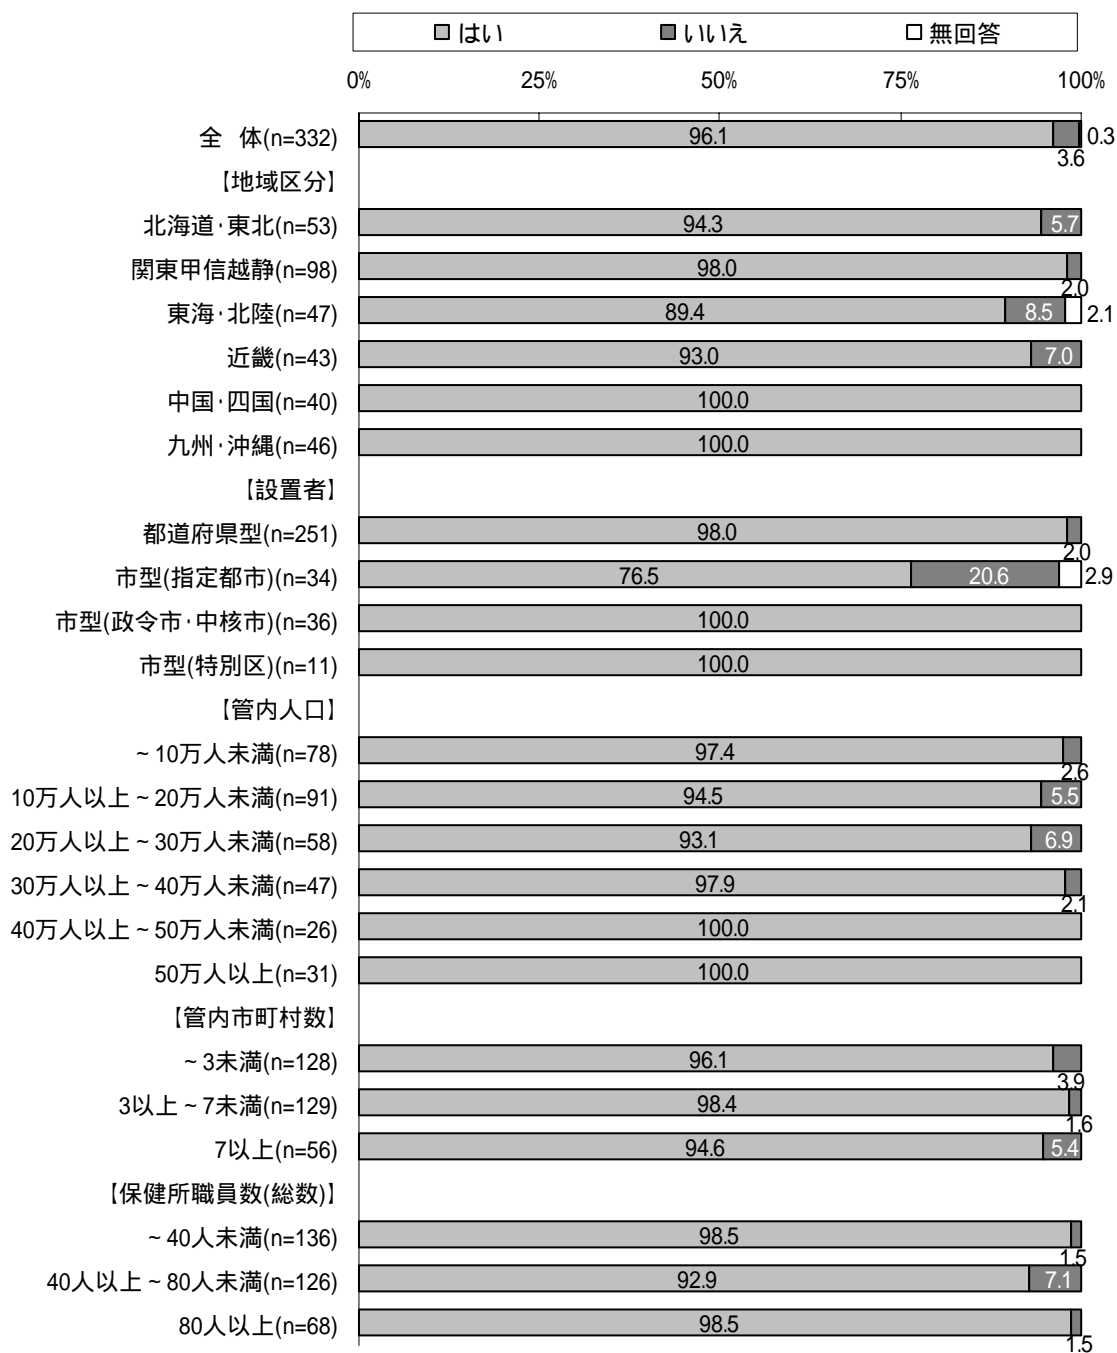 はい いいえ 無回答
0% 25% 50% 75% 100%
全 体(n=332) 96.1 3.6 0.3
【地域区分】
北海道・東北(n=53) 94.3 5.7
関東甲信越静(n=98) 98.0 2.0
東海・北陸(n=47) 89.4 8.5 2.1
近畿(n=43) 93.0 7.0
中国・四国(n=40) 100.0
九州・沖縄(n=46) 100.0
【設置者】
都道府県型(n=251) 98.0 2.0
市型(指定都市)(n=34) 76.5 20.6 2.9
市型(政令市・中核市)(n=36) 100.0
市型(特別区)(n=11) 100.0
【管内人口】
~10万人未満(n=78) 97.4 2.6
10万人以上~20万人未満(n=91) 94.5 5.5
20万人以上~30万人未満(n=58) 93.1 6.9
30万人以上~40万人未満(n=47) 97.9 2.1
40万人以上~50万人未満(n=26) 100.0
50万人以上(n=31) 100.0
【管内市町村数】
~3未満(n=128) 96.1 3.9
3以上~7未満(n=129) 98.4 1.6
7以上(n=56) 94.6 5.4
【保健所職員数(総数)】
~40人未満(n=136) 98.5 1.5
40人以上~80人未満(n=126) 92.9 7.1
80人以上(n=68) 98.5 1.5